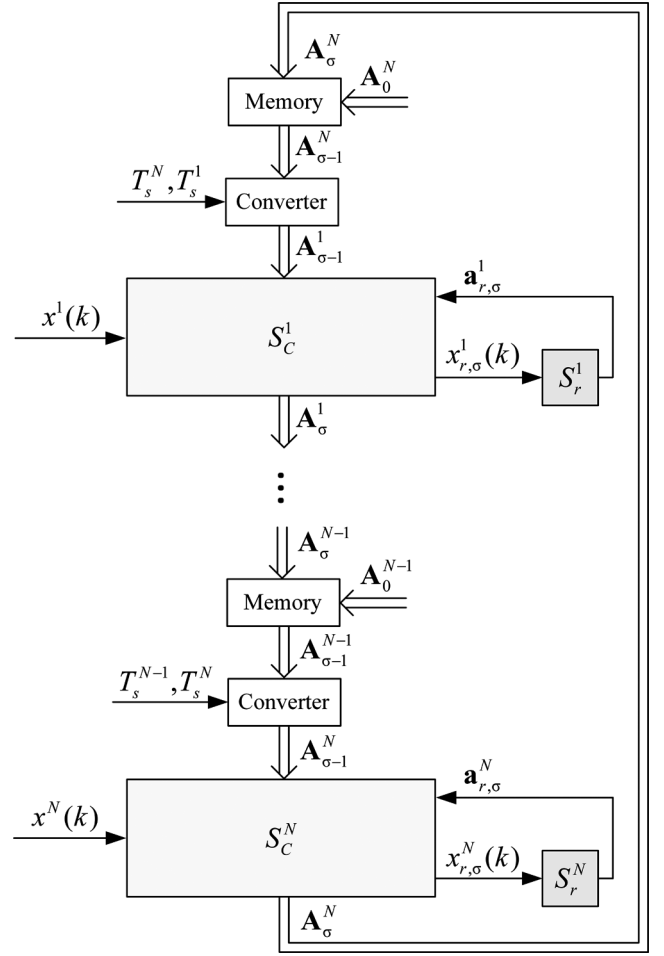 𝐀_σ^N
𝐀_0^N
Memory
𝐀_{σ−1}^N
T_s^N, T_s^1
Converter
𝐀_{σ−1}^1
x^1(k)
S_C^1
𝐚_{r,σ}^1
x_{r,σ}^1(k)
S_r^1
𝐀_σ^1
⋮
𝐀_σ^{N−1}
𝐀_0^{N−1}
Memory
𝐀_{σ−1}^{N−1}
T_s^{N−1}, T_s^N
Converter
𝐀_{σ−1}^N
x^N(k)
S_C^N
𝐚_{r,σ}^N
x_{r,σ}^N(k)
S_r^N
𝐀_σ^N